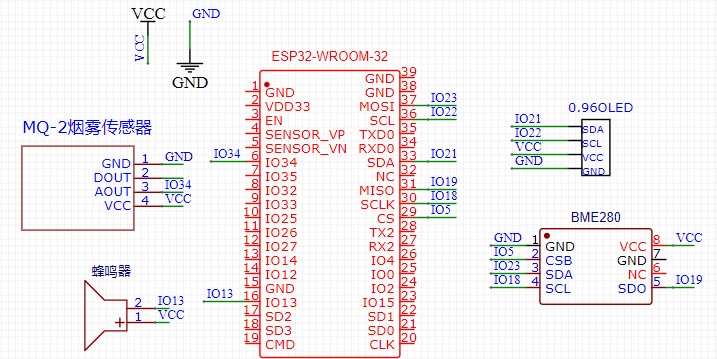 VCC
GND
VCC
GND
ESP32-WROOM-32
1 GND
2 VDD33
3 EN
4 SENSOR_VP
5 SENSOR_VN
IO34 6 IO34
7 IO35
8 IO32
9 IO33
10 IO25
11 IO26
12 IO27
13 IO14
14 IO12
15 GND
IO13 16 IO13
17 SD2
18 SD3
19 CMD
GND 39
GND 38
MOSI 37 IO23
SCL 36 IO22
TXD0 35
RXD0 34
SDA 33 IO21
NC 32
MISO 31 IO19
SCLK 30 IO18
CS 29 IO5
TX2 28
RX2 27
IO4 26
IO0 25
IO2 24
IO15 23
SD1 22
SD0 21
CLK 20
MQ-2烟雾传感器
GND 1 GND
DOUT 2
AOUT 3 IO34
VCC 4 VCC
蜂鸣器
2 IO13
1 VCC
0.96OLED
IO21 SDA
IO22 SCL
VCC VCC
GND GND
BME280
GND 1 GND VCC 8 VCC
IO5 2 CSB GND 7
IO23 3 SDA NC 6
IO18 4 SCL SDO 5 IO19